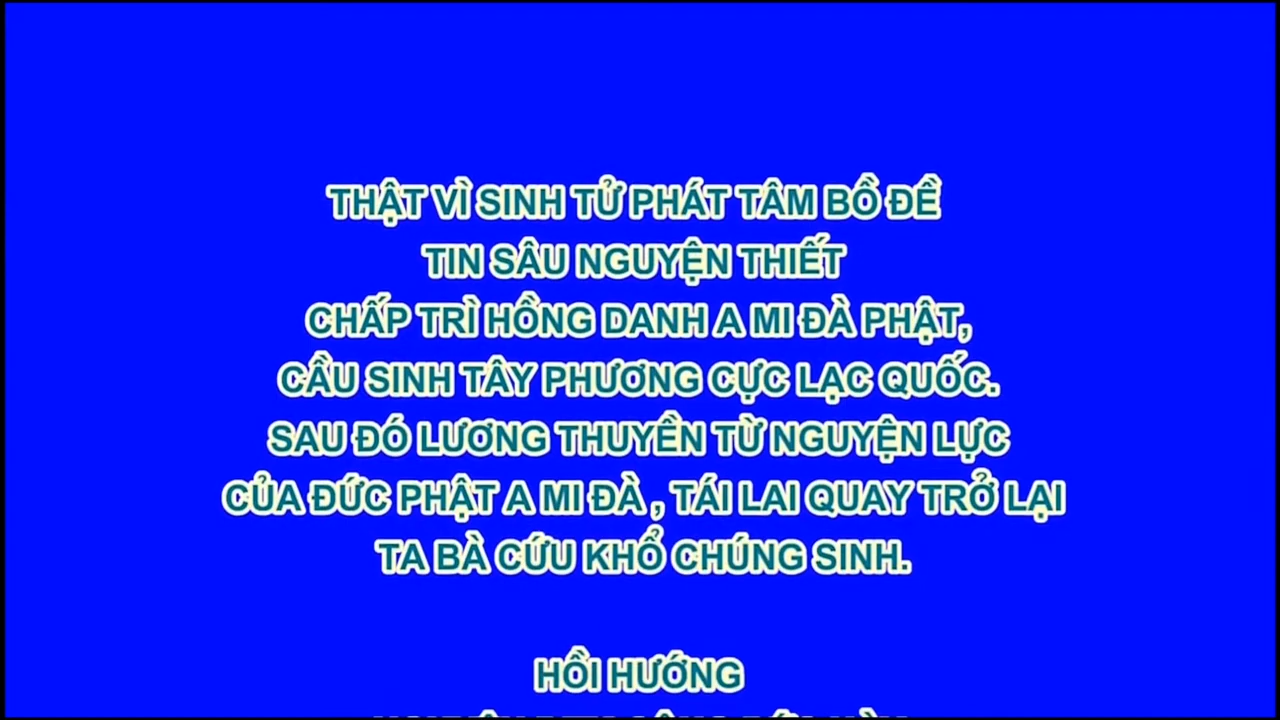 THẬT VÌ SINH TỬ PHÁT TÂM BỒ ĐỀ
TIN SÂU NGUYỆN THIẾT
CHẤP TRÌ HỒNG DANH A MI ĐÀ PHẬT,
CẦU SINH TÂY PHƯƠNG CỰC LẠC QUỐC.
SAU ĐÓ LƯƠNG THUYỀN TỪ NGUYỆN LỰC
CỦA ĐỨC PHẬT A MI ĐÀ , TÁI LAI QUAY TRỞ LẠI
TA BÀ CỨU KHỔ CHÚNG SINH.
HỒI HƯỚNG